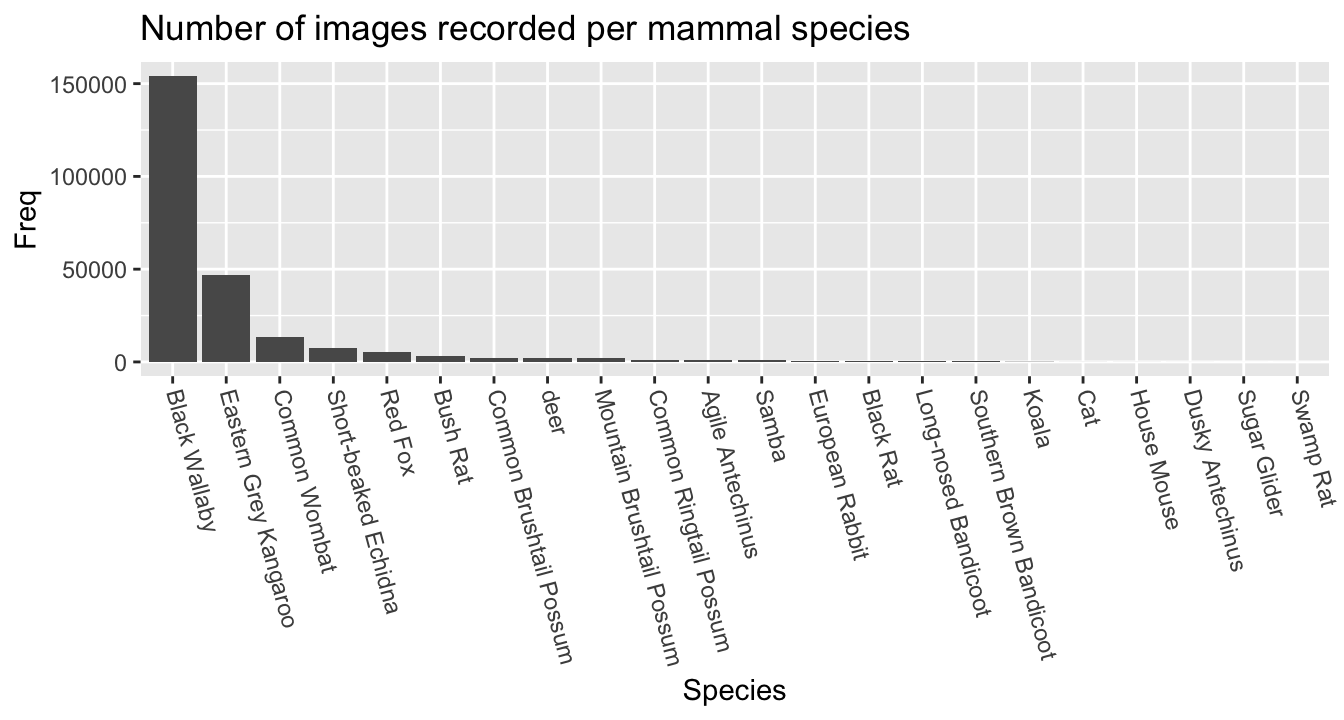 Number of images recorded per mammal species
Freq
150000
100000
50000
0
Black Wallaby
Eastern Grey Kangaroo
Common Wombat
Short-beaked Echidna
Red Fox
Bush Rat
Common Brushtail Possum
deer
Mountain Brushtail Possum
Common Ringtail Possum
Agile Antechinus
Samba
European Rabbit
Black Rat
Long-nosed Bandicoot
Southern Brown Bandicoot
Koala
Cat
House Mouse
Dusky Antechinus
Sugar Glider
Swamp Rat
Species